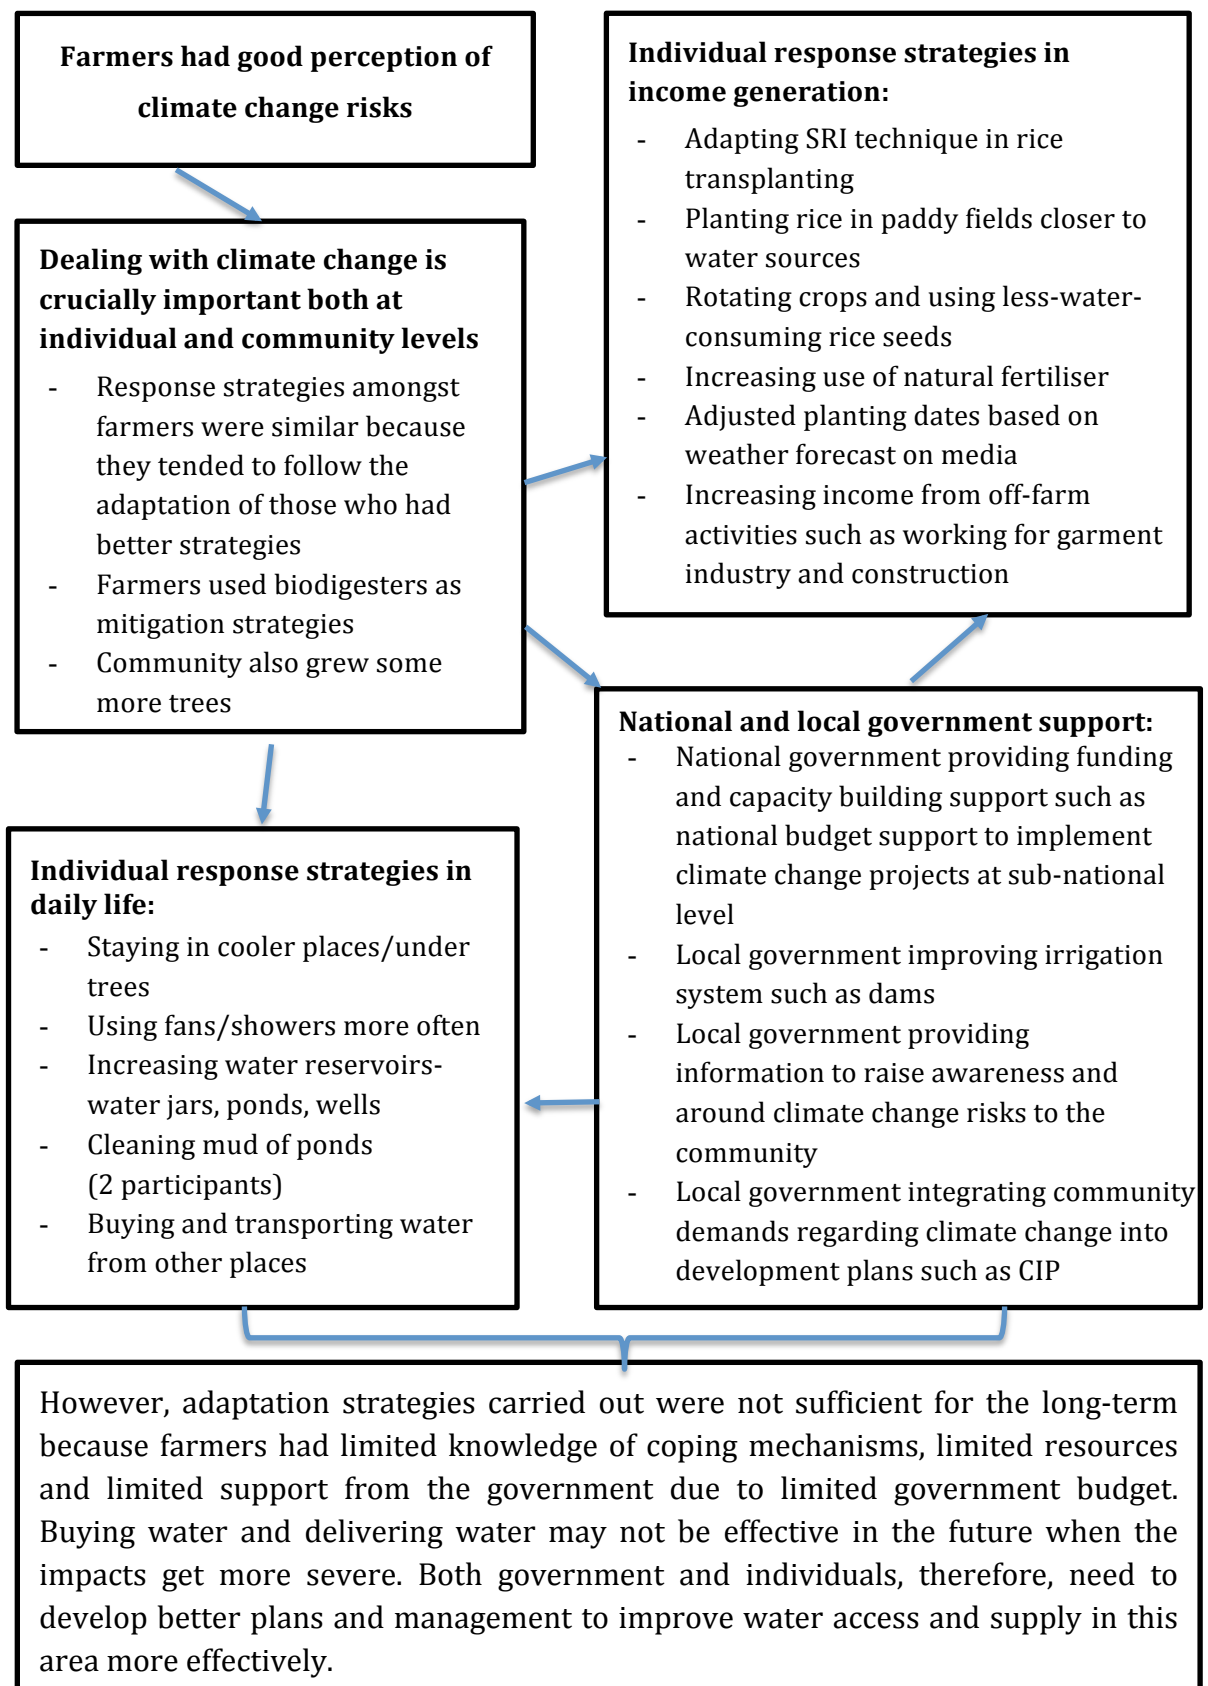 Farmers had good perception of
climate change risks
Dealing with climate change is
crucially important both at
individual and community levels
- Response strategies amongst
farmers were similar because
they tended to follow the
adaptation of those who had
better strategies
- Farmers used biodigesters as
mitigation strategies
- Community also grew some
more trees
Individual response strategies in
income generation:
- Adapting SRI technique in rice
transplanting
- Planting rice in paddy fields closer to
water sources
- Rotating crops and using less-water-
consuming rice seeds
- Increasing use of natural fertiliser
- Adjusted planting dates based on
weather forecast on media
- Increasing income from off-farm
activities such as working for garment
industry and construction
National and local government support:
- National government providing funding
and capacity building support such as
national budget support to implement
climate change projects at sub-national
level
- Local government improving irrigation
system such as dams
- Local government providing
information to raise awareness and
around climate change risks to the
community
- Local government integrating community
demands regarding climate change into
development plans such as CIP
Individual response strategies in
daily life:
- Staying in cooler places/under
trees
- Using fans/showers more often
- Increasing water reservoirs-
water jars, ponds, wells
- Cleaning mud of ponds
(2 participants)
- Buying and transporting water
from other places
However, adaptation strategies carried out were not sufficient for the long-term
because farmers had limited knowledge of coping mechanisms, limited resources
and limited support from the government due to limited government budget.
Buying water and delivering water may not be effective in the future when the
impacts get more severe. Both government and individuals, therefore, need to
develop better plans and management to improve water access and supply in this
area more effectively.